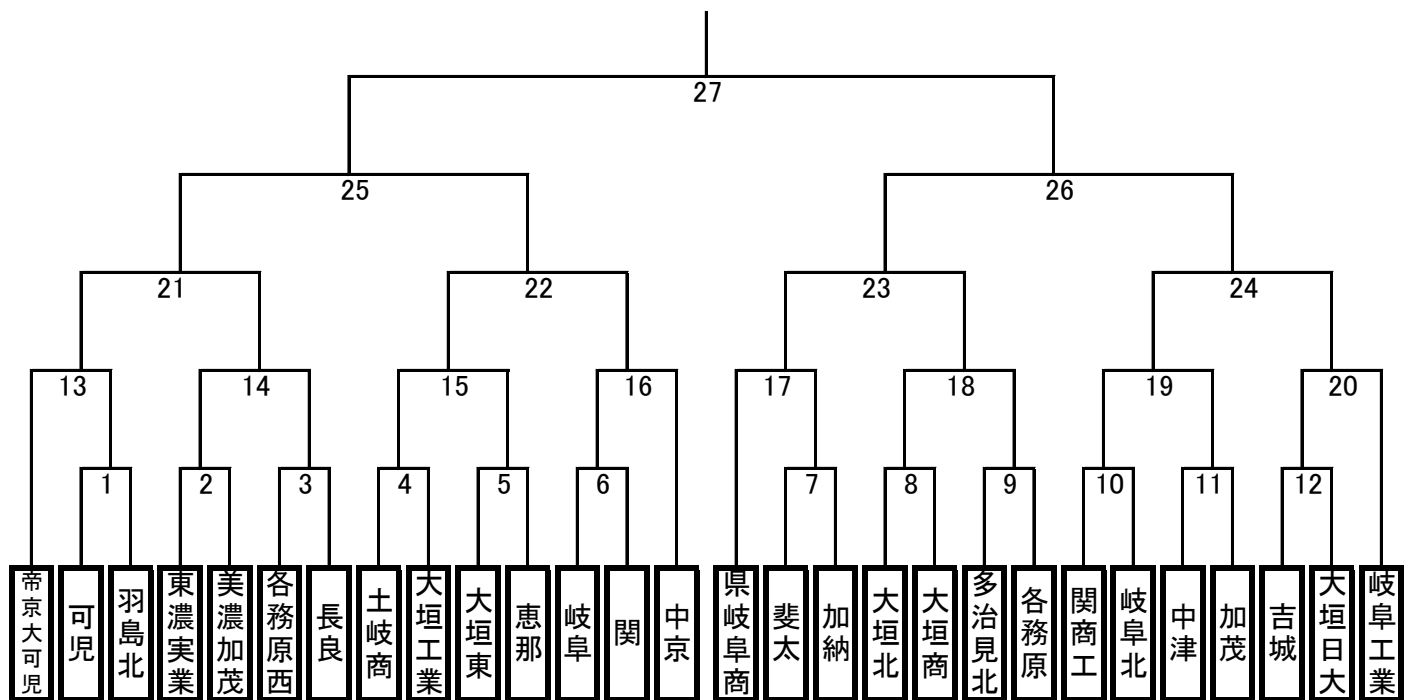 27
25
26
21
22
23
24
13
14
15
16
17
18
19
20
1
2
3
4
5
6
7
8
9
10
11
12
帝京大可児
可児
羽島北
東濃実業
美濃加茂
各務原西
長良
土岐商
大垣工業
大垣東
恵那
岐阜
関
中京
県岐阜商
斐太
加納
大垣北
大垣商
多治見北
各務原
関商工
岐阜北
中津
加茂
吉城
大垣日大
岐阜工業